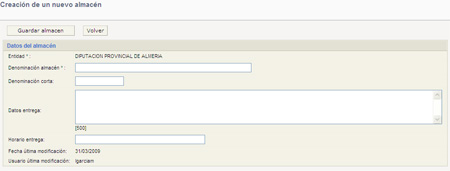 Creación de un nuevo almacén
Guardar almacen Volver
Datos del almacén
Entidad * : DIPUTACION PROVINCIAL DE ALMERIA
Denominación almacén * :
Denominación corta:
Datos entrega:
[500]
Horario entrega:
Fecha última modificación: 31/03/2009
Usuario última modificación: lgarciam